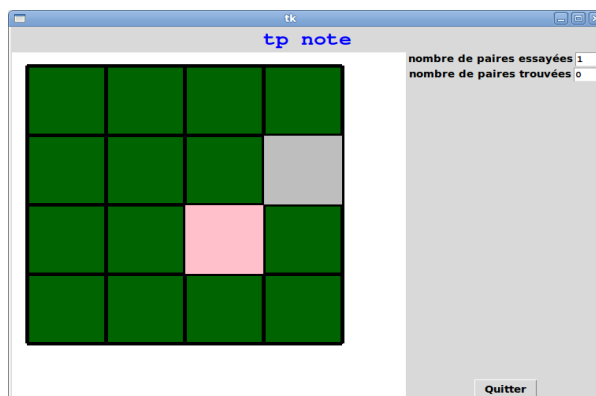 tk
tp note
nombre de paires essayées 1
nombre de paires trouvées 0
Quitter